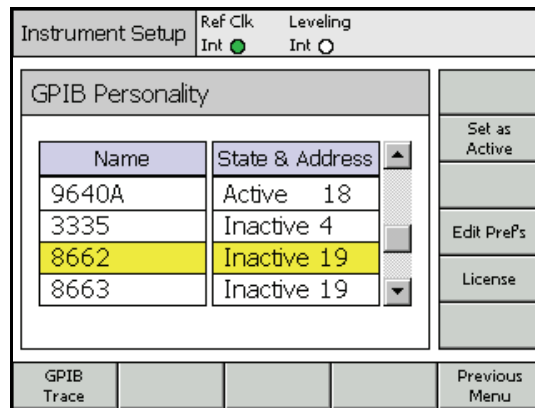 Instrument Setup
Ref Clk Leveling
Int Int
GPIB Personality
Name State & Address
9640A Active 18
3335 Inactive 4
8662 Inactive 19
8663 Inactive 19
Set as
Active
Edit Pref's
License
GPIB
Trace
Previous
Menu